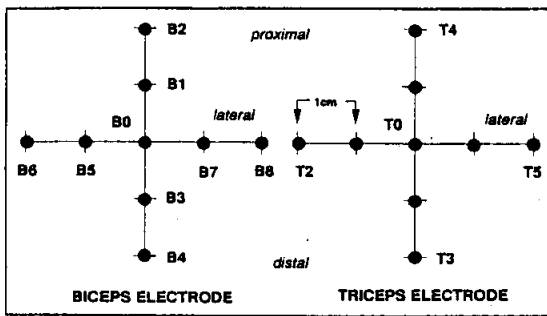 B2
proximal
T4
B1
1cm
B0
lateral
T0
lateral
B6
B5
B7
B8
T2
T5
B3
B4
distal
T3
BICEPS ELECTRODE
TRICEPS ELECTRODE